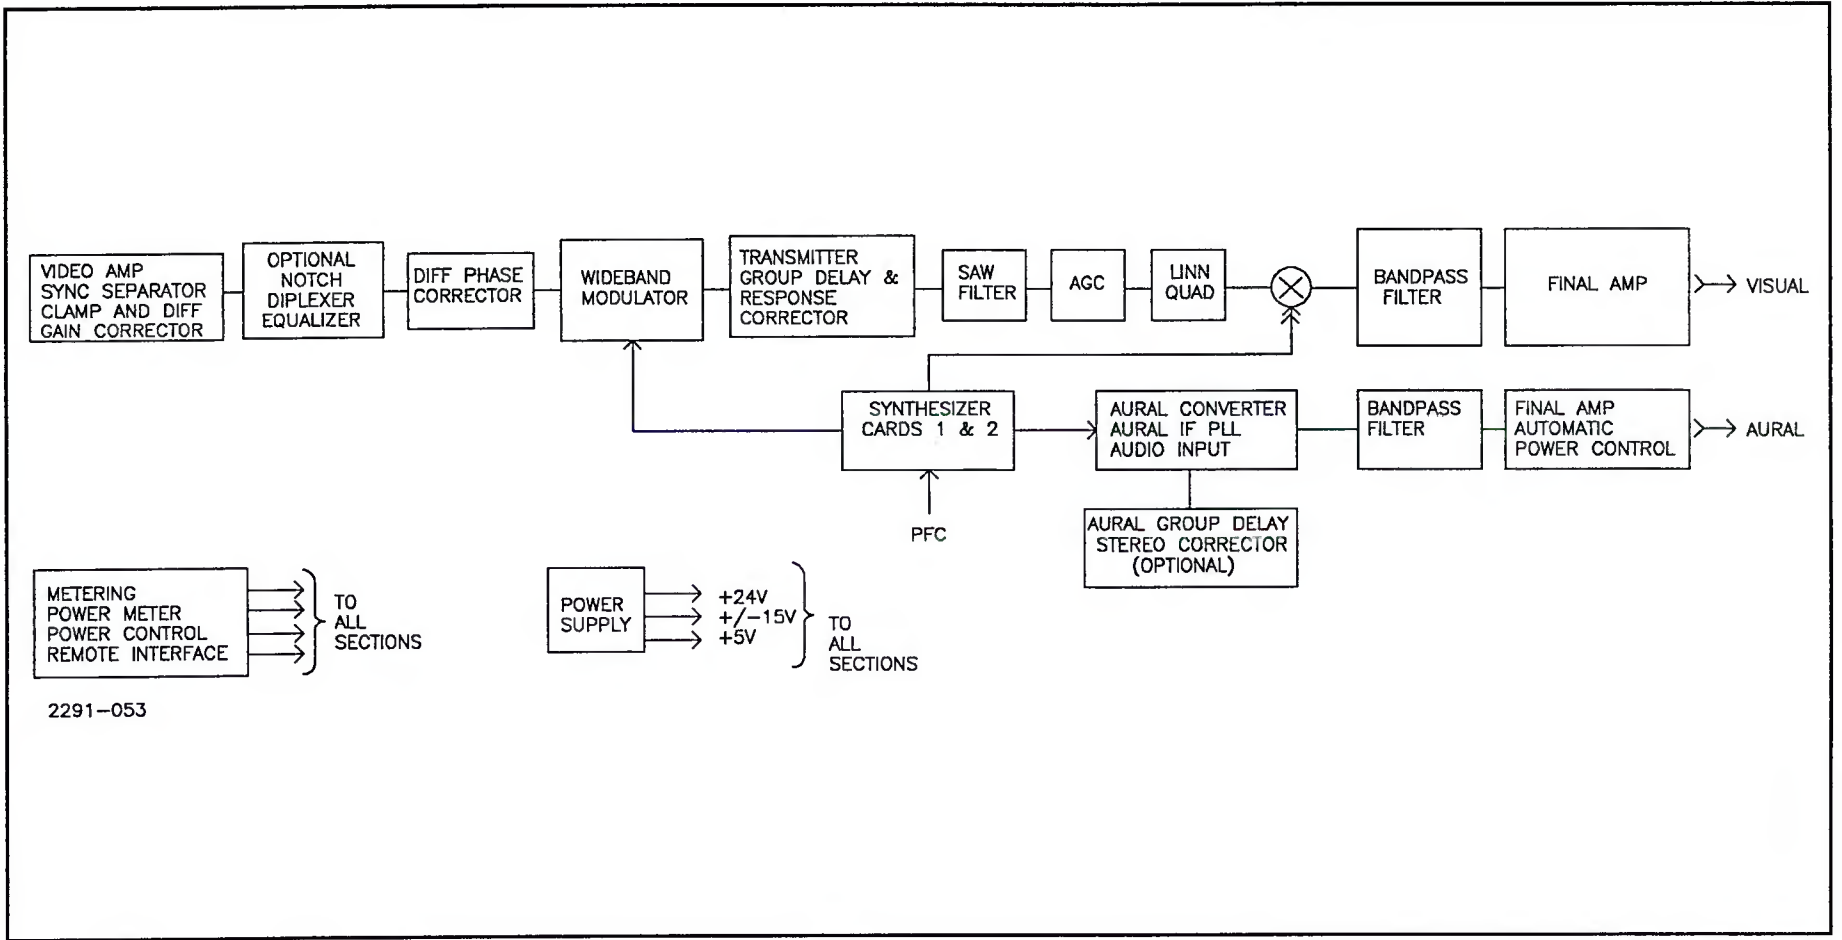 VIDEO AMP
SYNC SEPARATOR
CLAMP AND DIFF
GAIN CORRECTOR
OPTIONAL
NOTCH
DIPLEXER
EQUALIZER
DIFF PHASE
CORRECTOR
WIDEBAND
MODULATOR
TRANSMITTER
GROUP DELAY &
RESPONSE
CORRECTOR
SAW
FILTER
AGC
LINN
QUAD
BANDPASS
FILTER
FINAL AMP
VISUAL
SYNTHESIZER
CARDS 1 & 2
AURAL CONVERTER
AURAL IF PLL
AUDIO INPUT
BANDPASS
FILTER
FINAL AMP
AUTOMATIC
POWER CONTROL
AURAL
PFC
AURAL GROUP DELAY
STEREO CORRECTOR
(OPTIONAL)
METERING
POWER METER
POWER CONTROL
REMOTE INTERFACE
TO
ALL
SECTIONS
POWER
SUPPLY
+24V
+/-15V
+5V
TO
ALL
SECTIONS
2291-053